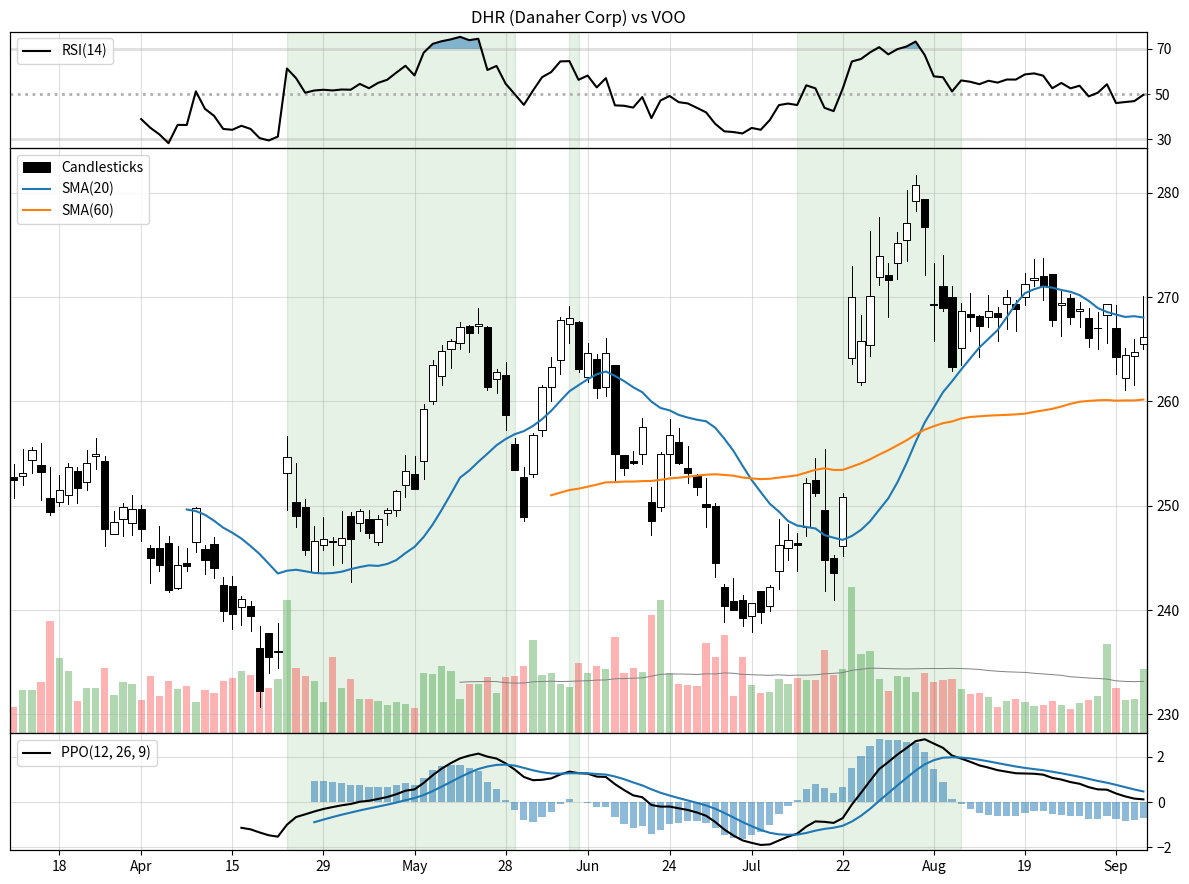 DHR (Danaher Corp) vs VOO
RSI(14)
70
50
30
Candlesticks
SMA(20)
SMA(60)
280
270
260
250
240
230
PPO(12, 26, 9)
2
0
−2
18 Apr 15 29 May 28 Jun 24 Jul 22 Aug 19 Sep